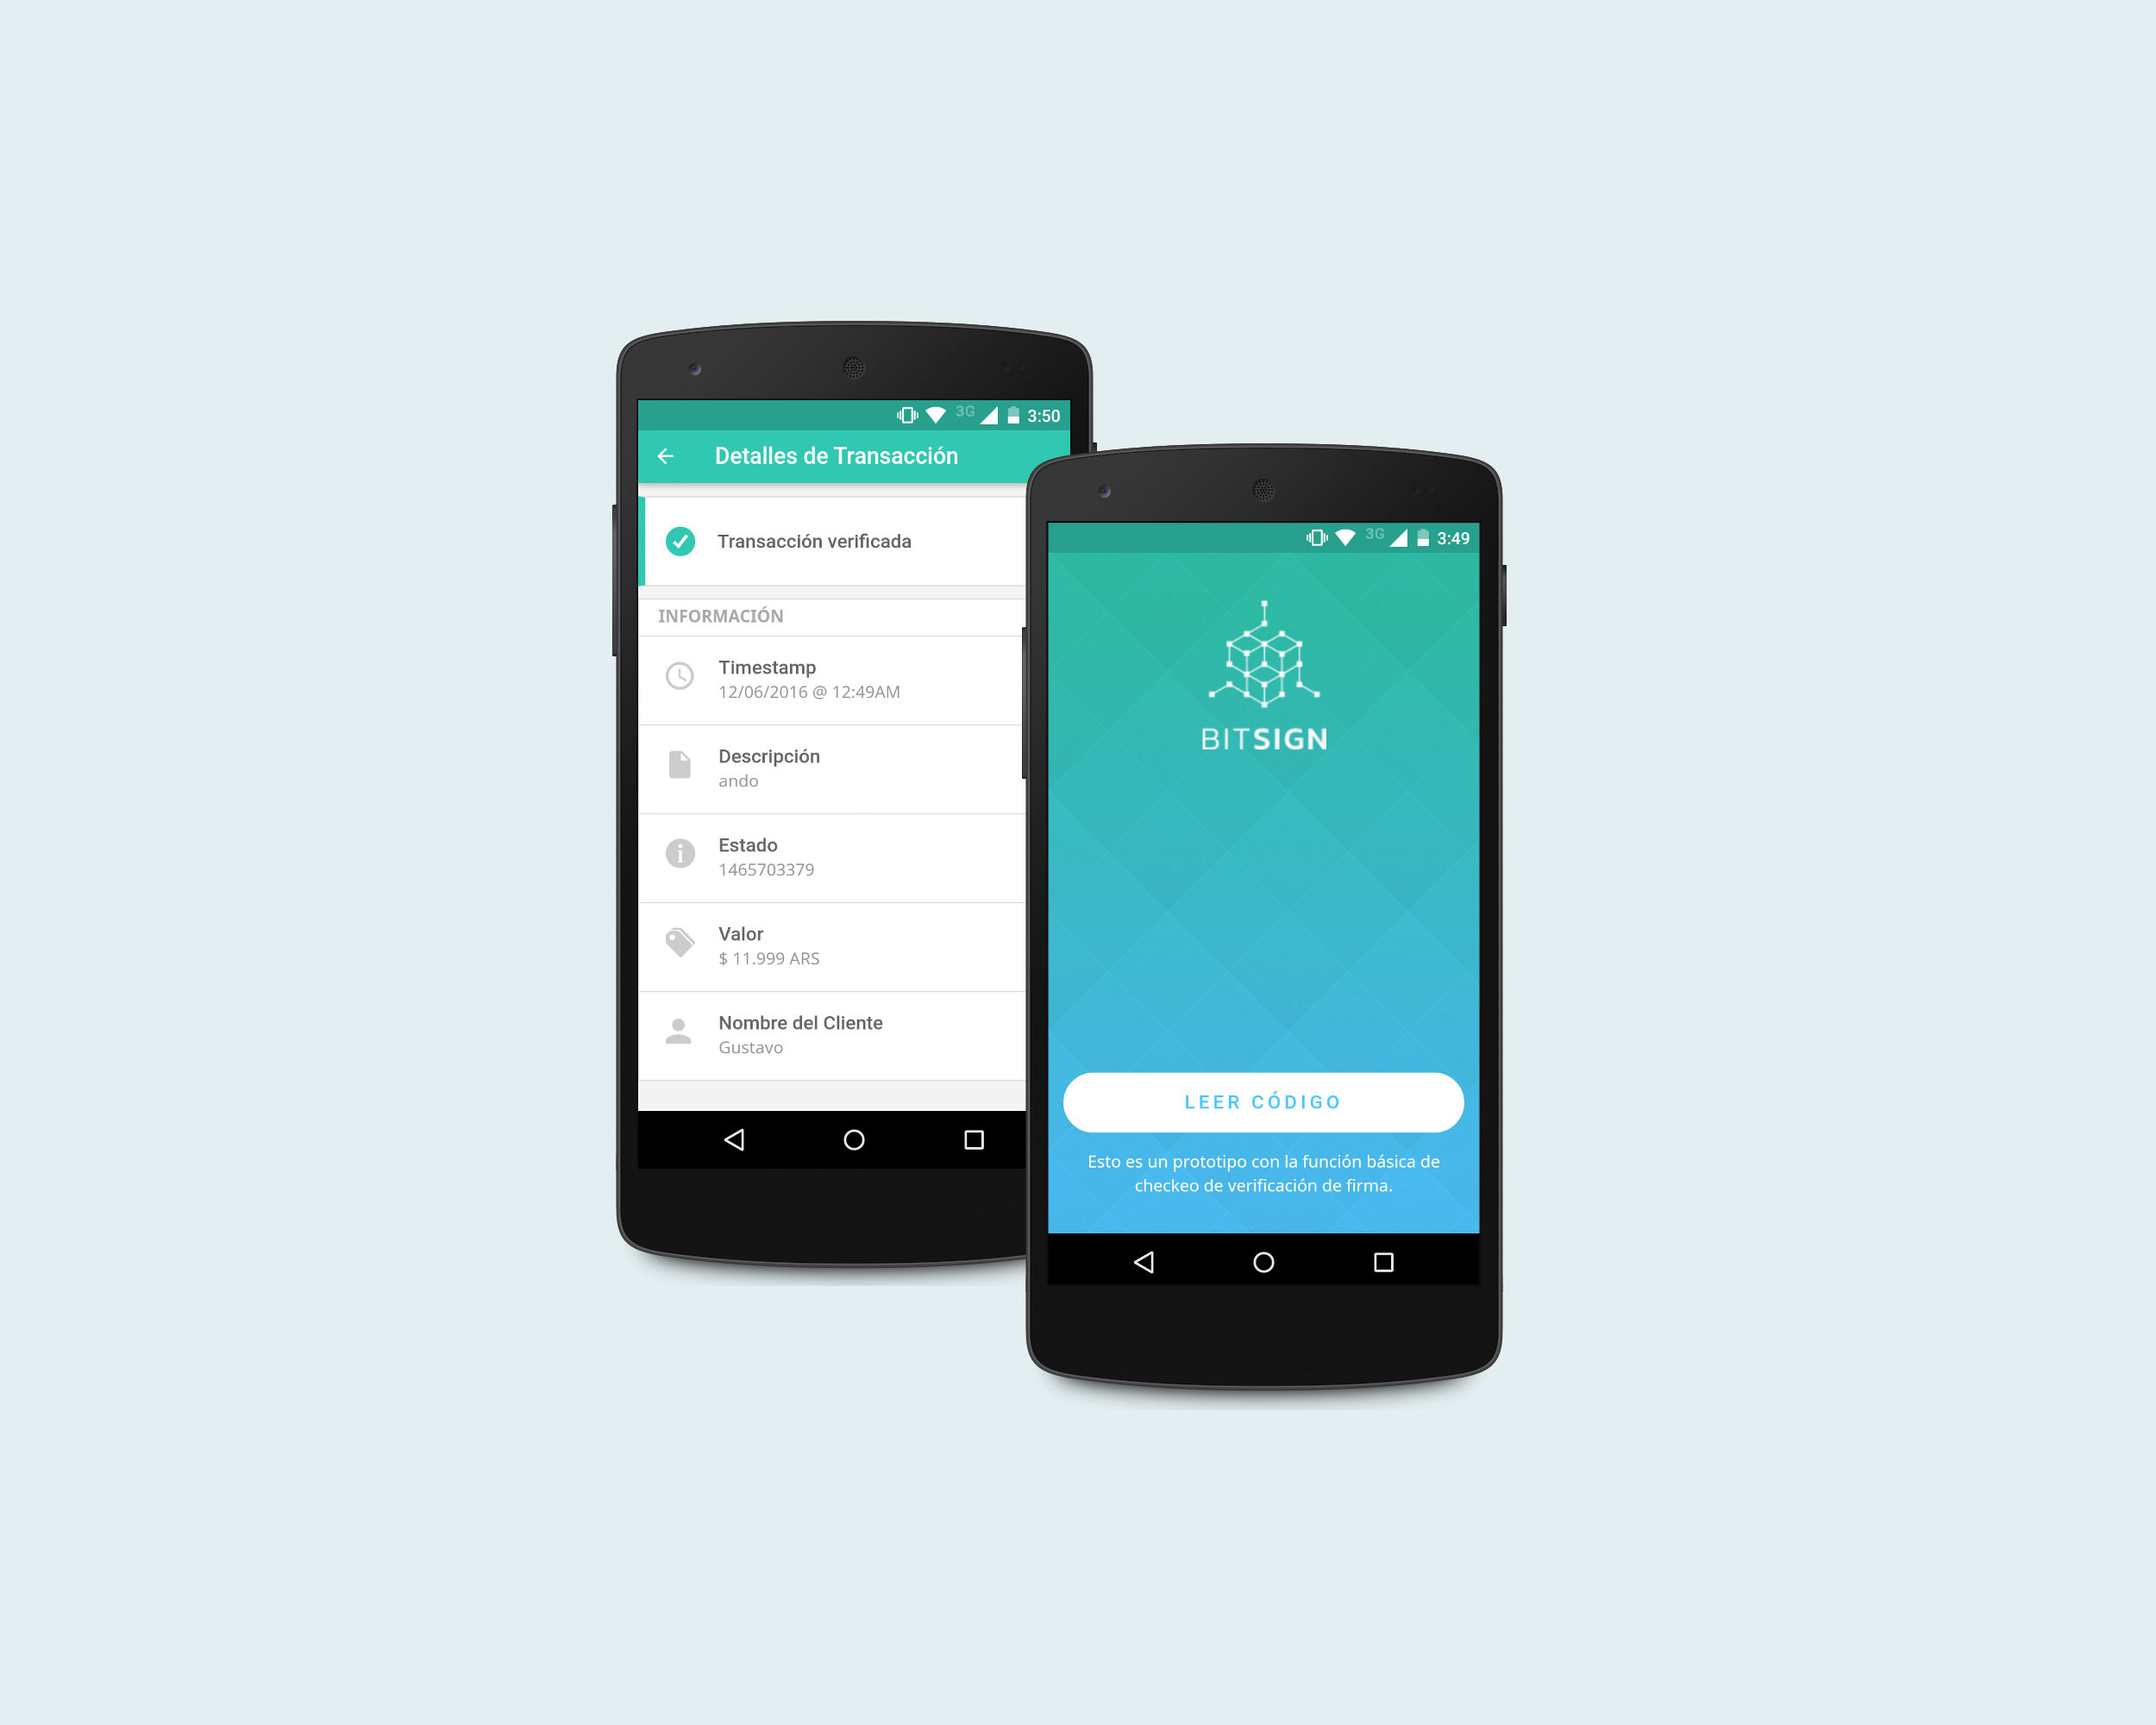 3G 3:50
Detalles de Transacción
Transacción verificada
INFORMACIÓN
Timestamp
12/06/2016 @ 12:49AM
Descripción
ando
Estado
1465703379
Valor
$ 11.999 ARS
Nombre del Cliente
Gustavo
3G 3:49
BITSIGN
LEER CÓDIGO
Esto es un prototipo con la función básica de
checkeo de verificación de firma.